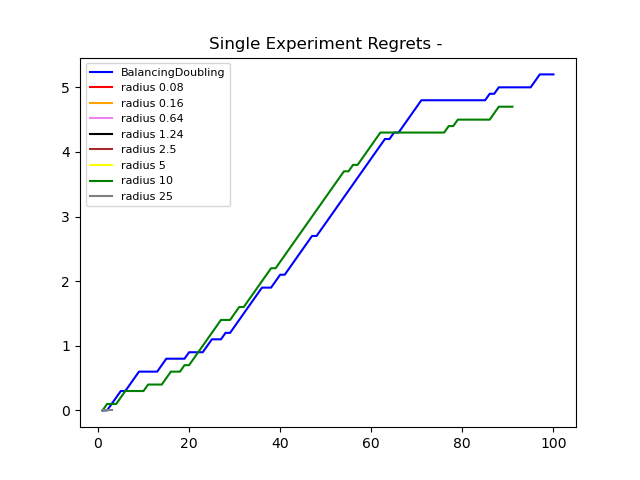 Single Experiment Regrets -
BalancingDoubling
radius 0.08
radius 0.16
radius 0.64
radius 1.24
radius 2.5
radius 5
radius 10
radius 25
5
4
3
2
1
0
0 20 40 60 80 100